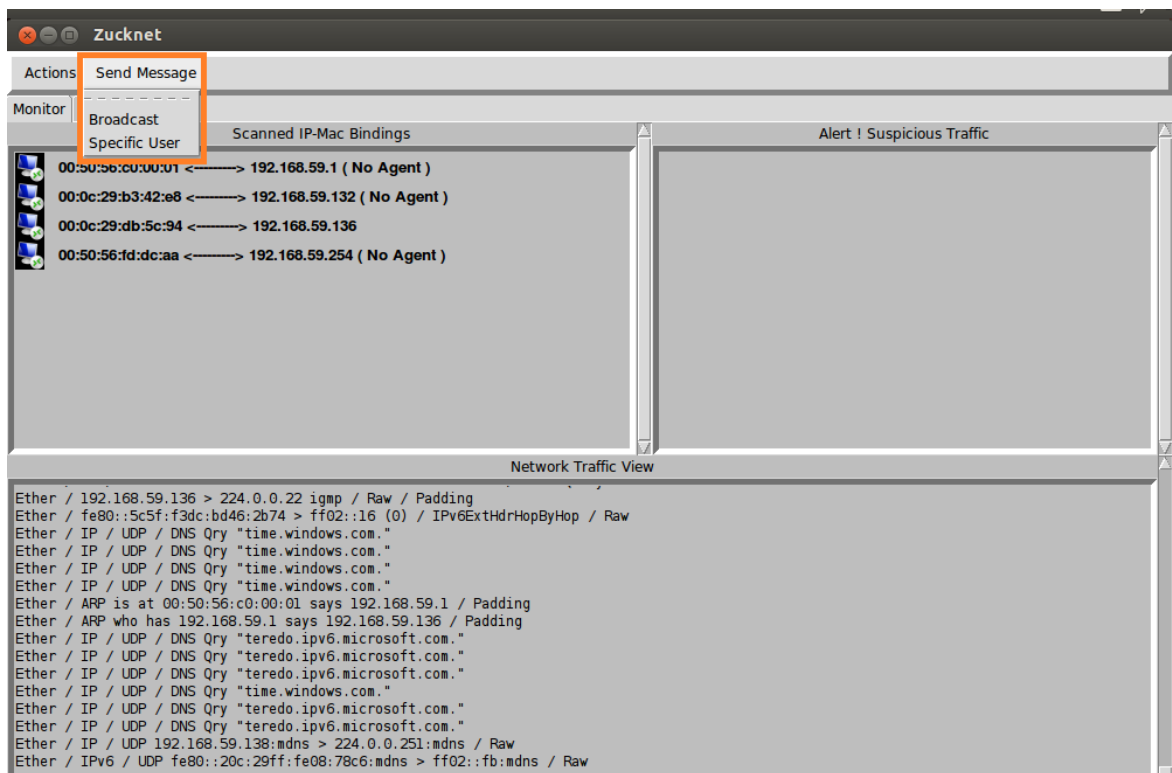 Zucknet
Actions Send Message
Monitor
Broadcast
Specific User
Scanned IP-Mac Bindings
Alert ! Suspicious Traffic
00:50:56:c0:00:01 <---------> 192.168.59.1 ( No Agent )
00:0c:29:b3:42:e8 <---------> 192.168.59.132 ( No Agent )
00:0c:29:db:5c:94 <---------> 192.168.59.136
00:50:56:fd:dc:aa <---------> 192.168.59.254 ( No Agent )
Network Traffic View
Ether / 192.168.59.136 > 224.0.0.22 igmp / Raw / Padding
Ether / fe80::5c5f:f3dc:bd46:2b74 > ff02::16 (0) / IPv6ExtHdrHopByHop / Raw
Ether / IP / UDP / DNS Qry "time.windows.com."
Ether / IP / UDP / DNS Qry "time.windows.com."
Ether / IP / UDP / DNS Qry "time.windows.com."
Ether / IP / UDP / DNS Qry "time.windows.com."
Ether / ARP is at 00:50:56:c0:00:01 says 192.168.59.1 / Padding
Ether / ARP who has 192.168.59.1 says 192.168.59.136 / Padding
Ether / IP / UDP / DNS Qry "teredo.ipv6.microsoft.com."
Ether / IP / UDP / DNS Qry "teredo.ipv6.microsoft.com."
Ether / IP / UDP / DNS Qry "teredo.ipv6.microsoft.com."
Ether / IP / UDP / DNS Qry "time.windows.com."
Ether / IP / UDP / DNS Qry "teredo.ipv6.microsoft.com."
Ether / IP / UDP / DNS Qry "teredo.ipv6.microsoft.com."
Ether / IP / UDP 192.168.59.138:mdns > 224.0.0.251:mdns / Raw
Ether / IPv6 / UDP fe80::20c:29ff:fe08:78c6:mdns > ff02::fb:mdns / Raw